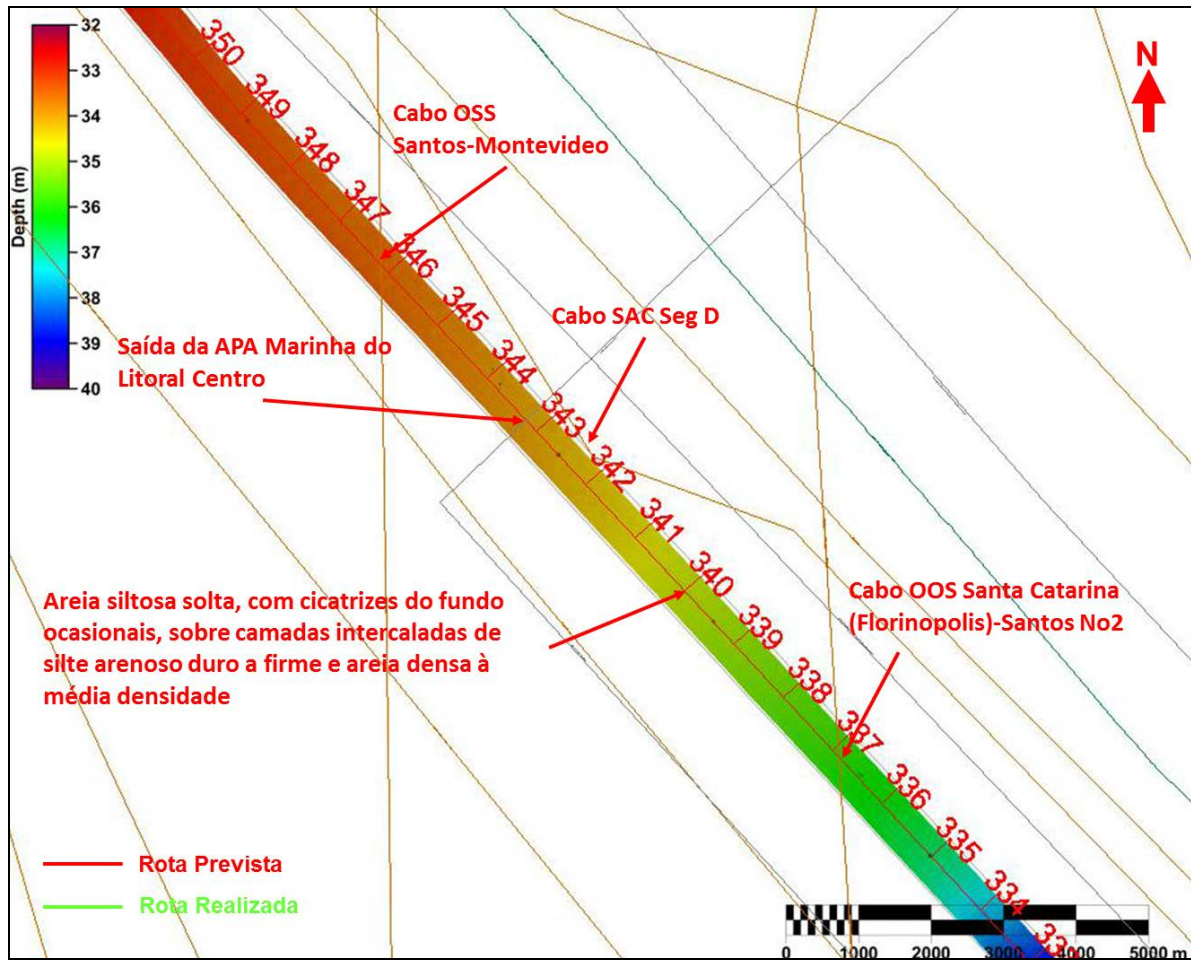 32
33
34
35
36
37
38
39
40
Depth (m)
N
350
349
348
347
346
345
344
343
342
341
340
339
338
337
336
335
334
Cabo OSS
Santos-Montevideo
Cabo SAC Seg D
Saída da APA Marinha do
Litoral Centro
Areia siltosa solta, com cicatrizes do fundo
ocasionais, sobre camadas intercaladas de
silte arenoso duro a firme e areia densa à
média densidade
Cabo OOS Santa Catarina
(Florinopolis)-Santos No2
Rota Prevista
Rota Realizada
0 1000 2000 3000 4000 5000 m